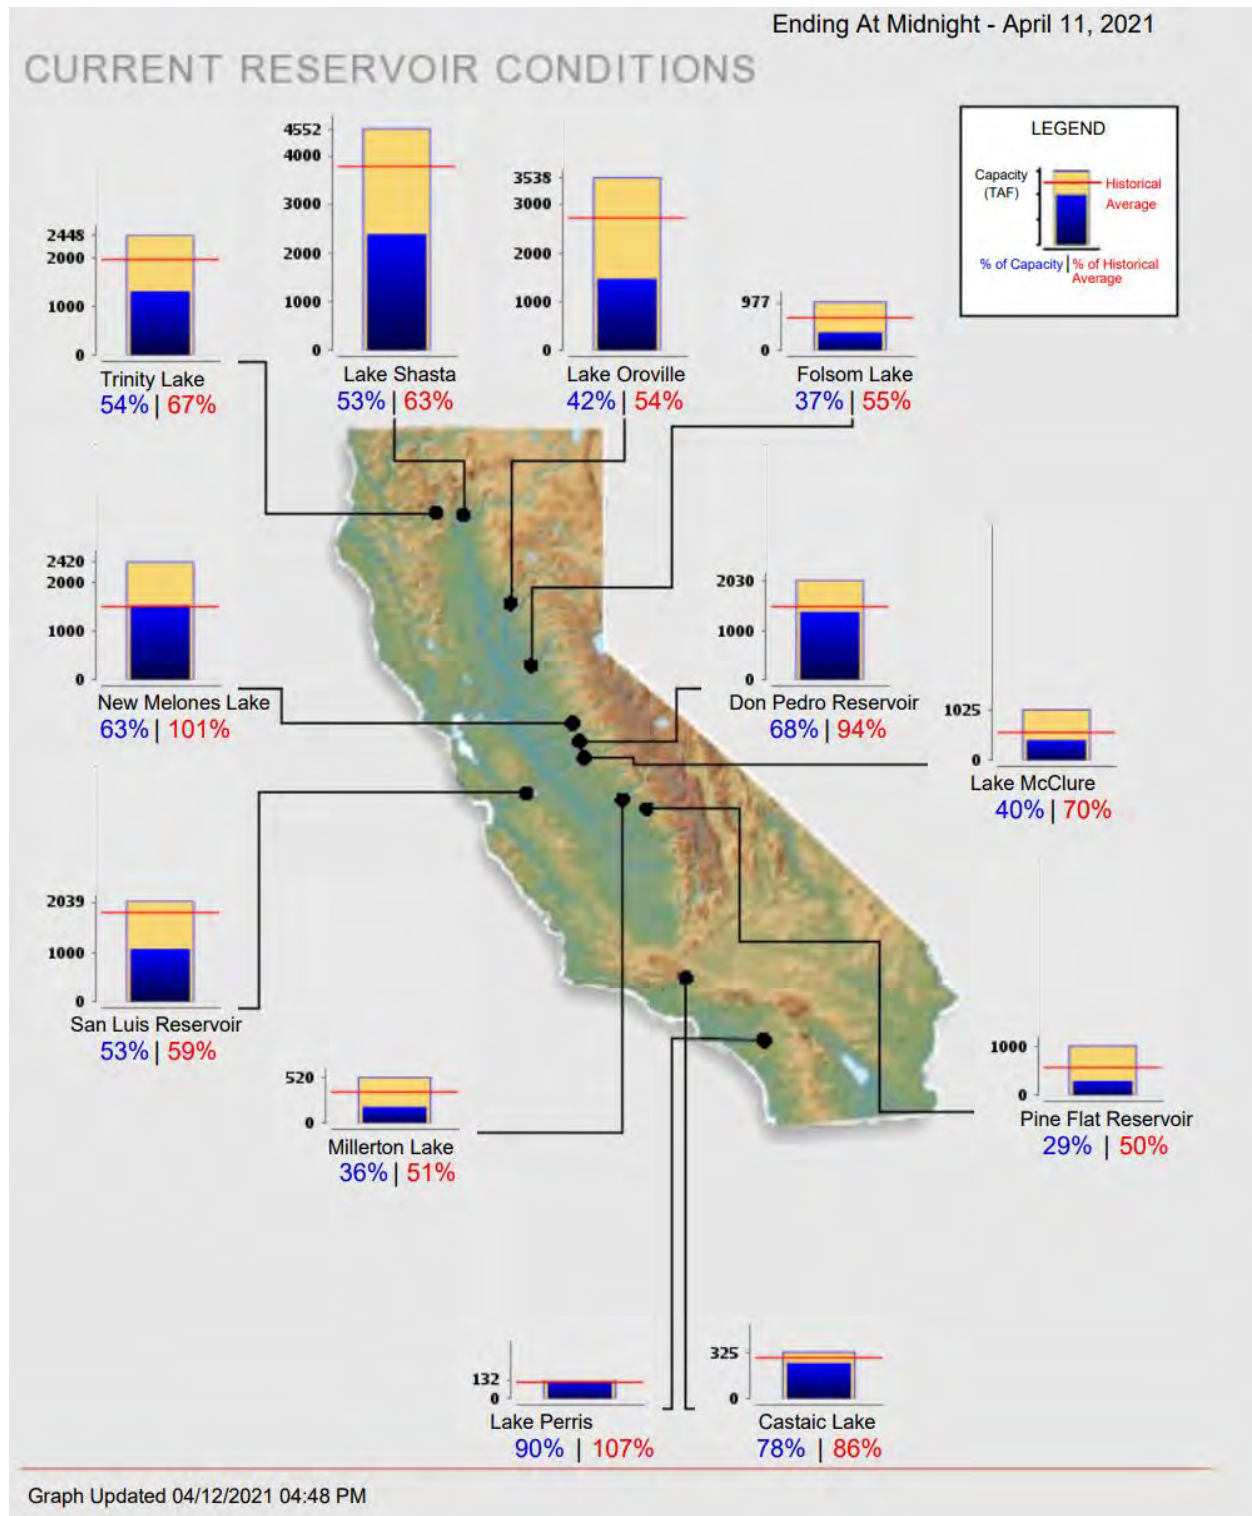 Ending At Midnight - April 11, 2021
CURRENT RESERVOIR CONDITIONS
LEGEND
Capacity
(TAF)
Historical
Average
% of Capacity | % of Historical
Average
4552
4000
3000
2000
1000
0
Lake Shasta
53% | 63%
3538
3000
2000
1000
0
Lake Oroville
42% | 54%
2448
2000
1000
0
Trinity Lake
54% | 67%
977
0
Folsom Lake
37% | 55%
2420
2000
1000
0
New Melones Lake
63% | 101%
2030
1000
0
Don Pedro Reservoir
68% | 94%
1025
0
Lake McClure
40% | 70%
2039
1000
0
San Luis Reservoir
53% | 59%
520
0
Millerton Lake
36% | 51%
1000
0
Pine Flat Reservoir
29% | 50%
132
0
Lake Perris
90% | 107%
325
0
Castaic Lake
78% | 86%
Graph Updated 04/12/2021 04:48 PM